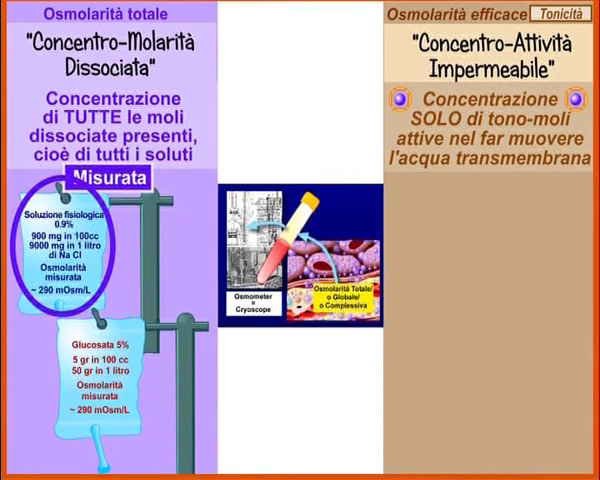 Osmolarità totale
"Concentro-Molarità
Dissociata"
Concentrazione
di TUTTE le moli
dissociate presenti,
cioè di tutti i soluti
Misurata
Soluzione fisiologica
0.9%
900 mg in 100cc
9000 mg in 1 litro
di Na Cl
Osmolarità
misurata
~ 290 mOsm/L
Glucosata 5%
5 gr in 100 cc
50 gr in 1 litro
Osmolarità
misurata
~ 290 mOsm/L
Osmometer
=
Cryoscope
Osmolarità Totale/
o Globale/
o Complessiva
Osmolarità efficace Tonicità
"Concentro-Attività
Impermeabile"
Concentrazione
SOLO di tono-moli
attive nel far muovere
l'acqua transmembrana